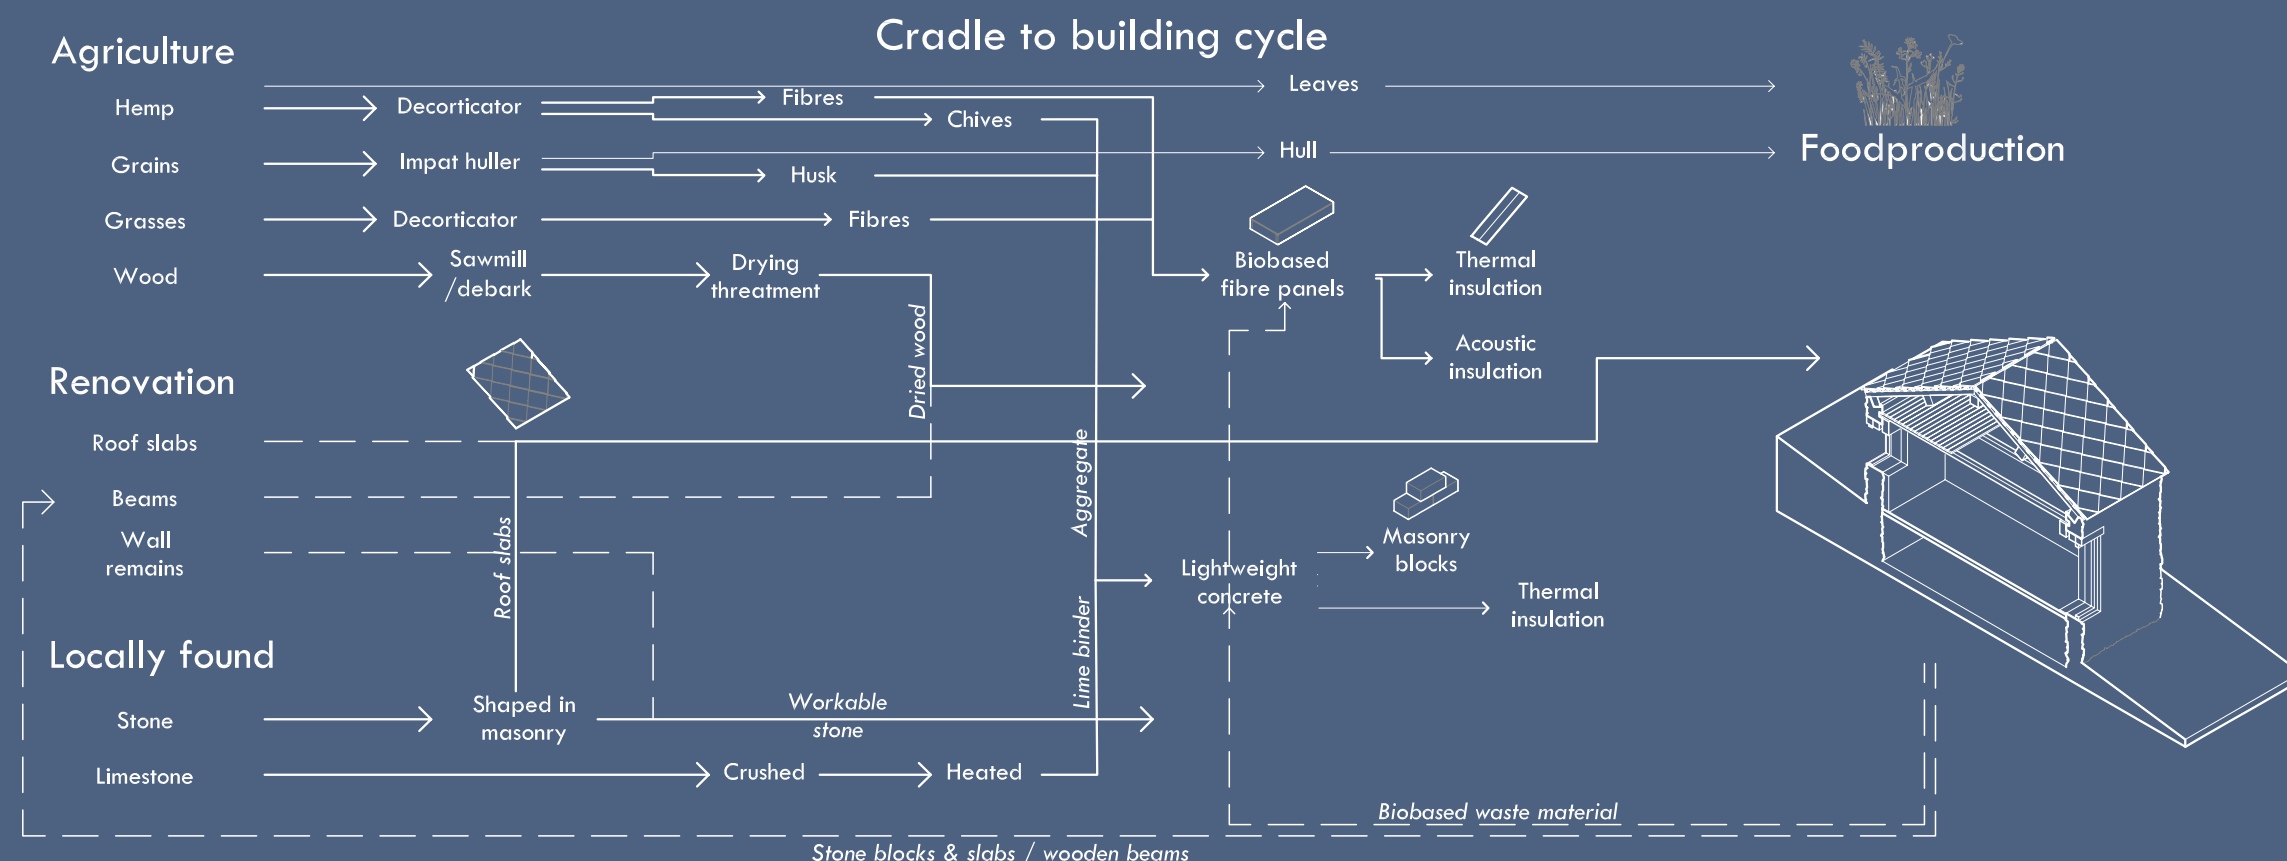 Cradle to building cycle
Agriculture
Hemp
Decorticator
Fibres
Chives
Leaves
Grains
Impat huller
Husk
Hull
Foodproduction
Grasses
Decorticator
Fibres
Wood
Sawmill
/debark
Drying
threatment
Dried wood
Biobased
fibre panels
Thermal
insulation
Acoustic
insulation
Renovation
Roof slabs
Beams
Wall
remains
Roof slabs
Aggregate
Masonry
blocks
Lightweight
concrete
Thermal
insulation
Lime binder
Locally found
Stone
Shaped in
masonry
Workable
stone
Limestone
Crushed
Heated
Biobased waste material
Stone blocks & slabs / wooden beams